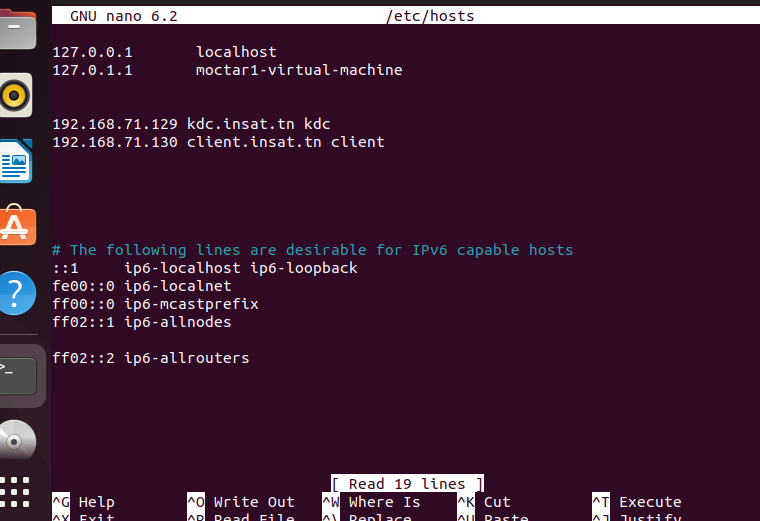 GNU nano 6.2 /etc/hosts
127.0.0.1 localhost
127.0.1.1 moctar1-virtual-machine
192.168.71.129 kdc.insat.tn kdc
192.168.71.130 client.insat.tn client
# The following lines are desirable for IPv6 capable hosts
::1 ip6-localhost ip6-loopback
fe00::0 ip6-localnet
ff00::0 ip6-mcastprefix
ff02::1 ip6-allnodes
ff02::2 ip6-allrouters
[ Read 19 lines ]
^G Help ^O Write Out ^W Where Is ^K Cut ^T Execute
^X Exit ^R Read File ^\ Replace ^U Paste ^J Justify